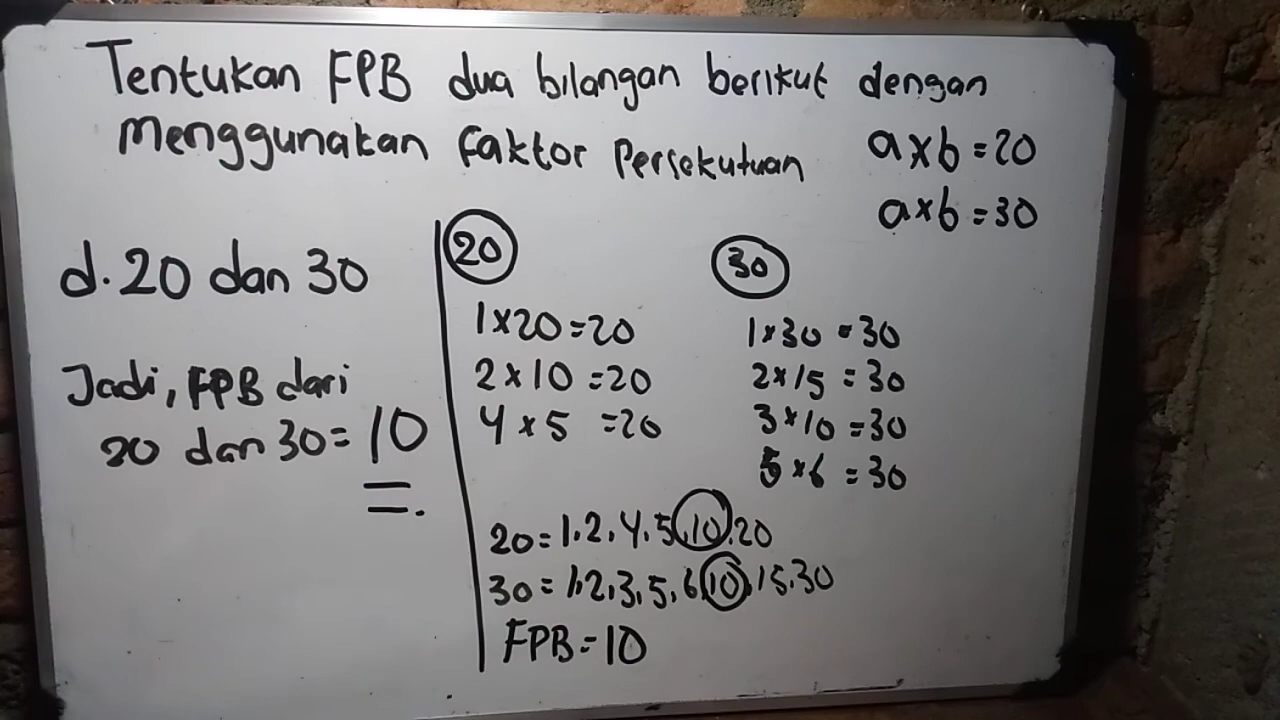 Tentukan FPB dua bilangan berikut dengan
menggunakan faktor Persekutuan
a x b = 20
a x b = 30
d. 20 dan 30
Jadi, FPB dari
20 dan 30 = 10
20
1 x 20 = 20
2 x 10 = 20
4 x 5 = 20
30
1 x 30 = 30
2 x 15 = 30
3 x 10 = 30
5 x 6 = 30
20 = 1, 2, 4, 5, 10, 20
30 = 1, 2, 3, 5, 6, 10, 15, 30
FPB = 10